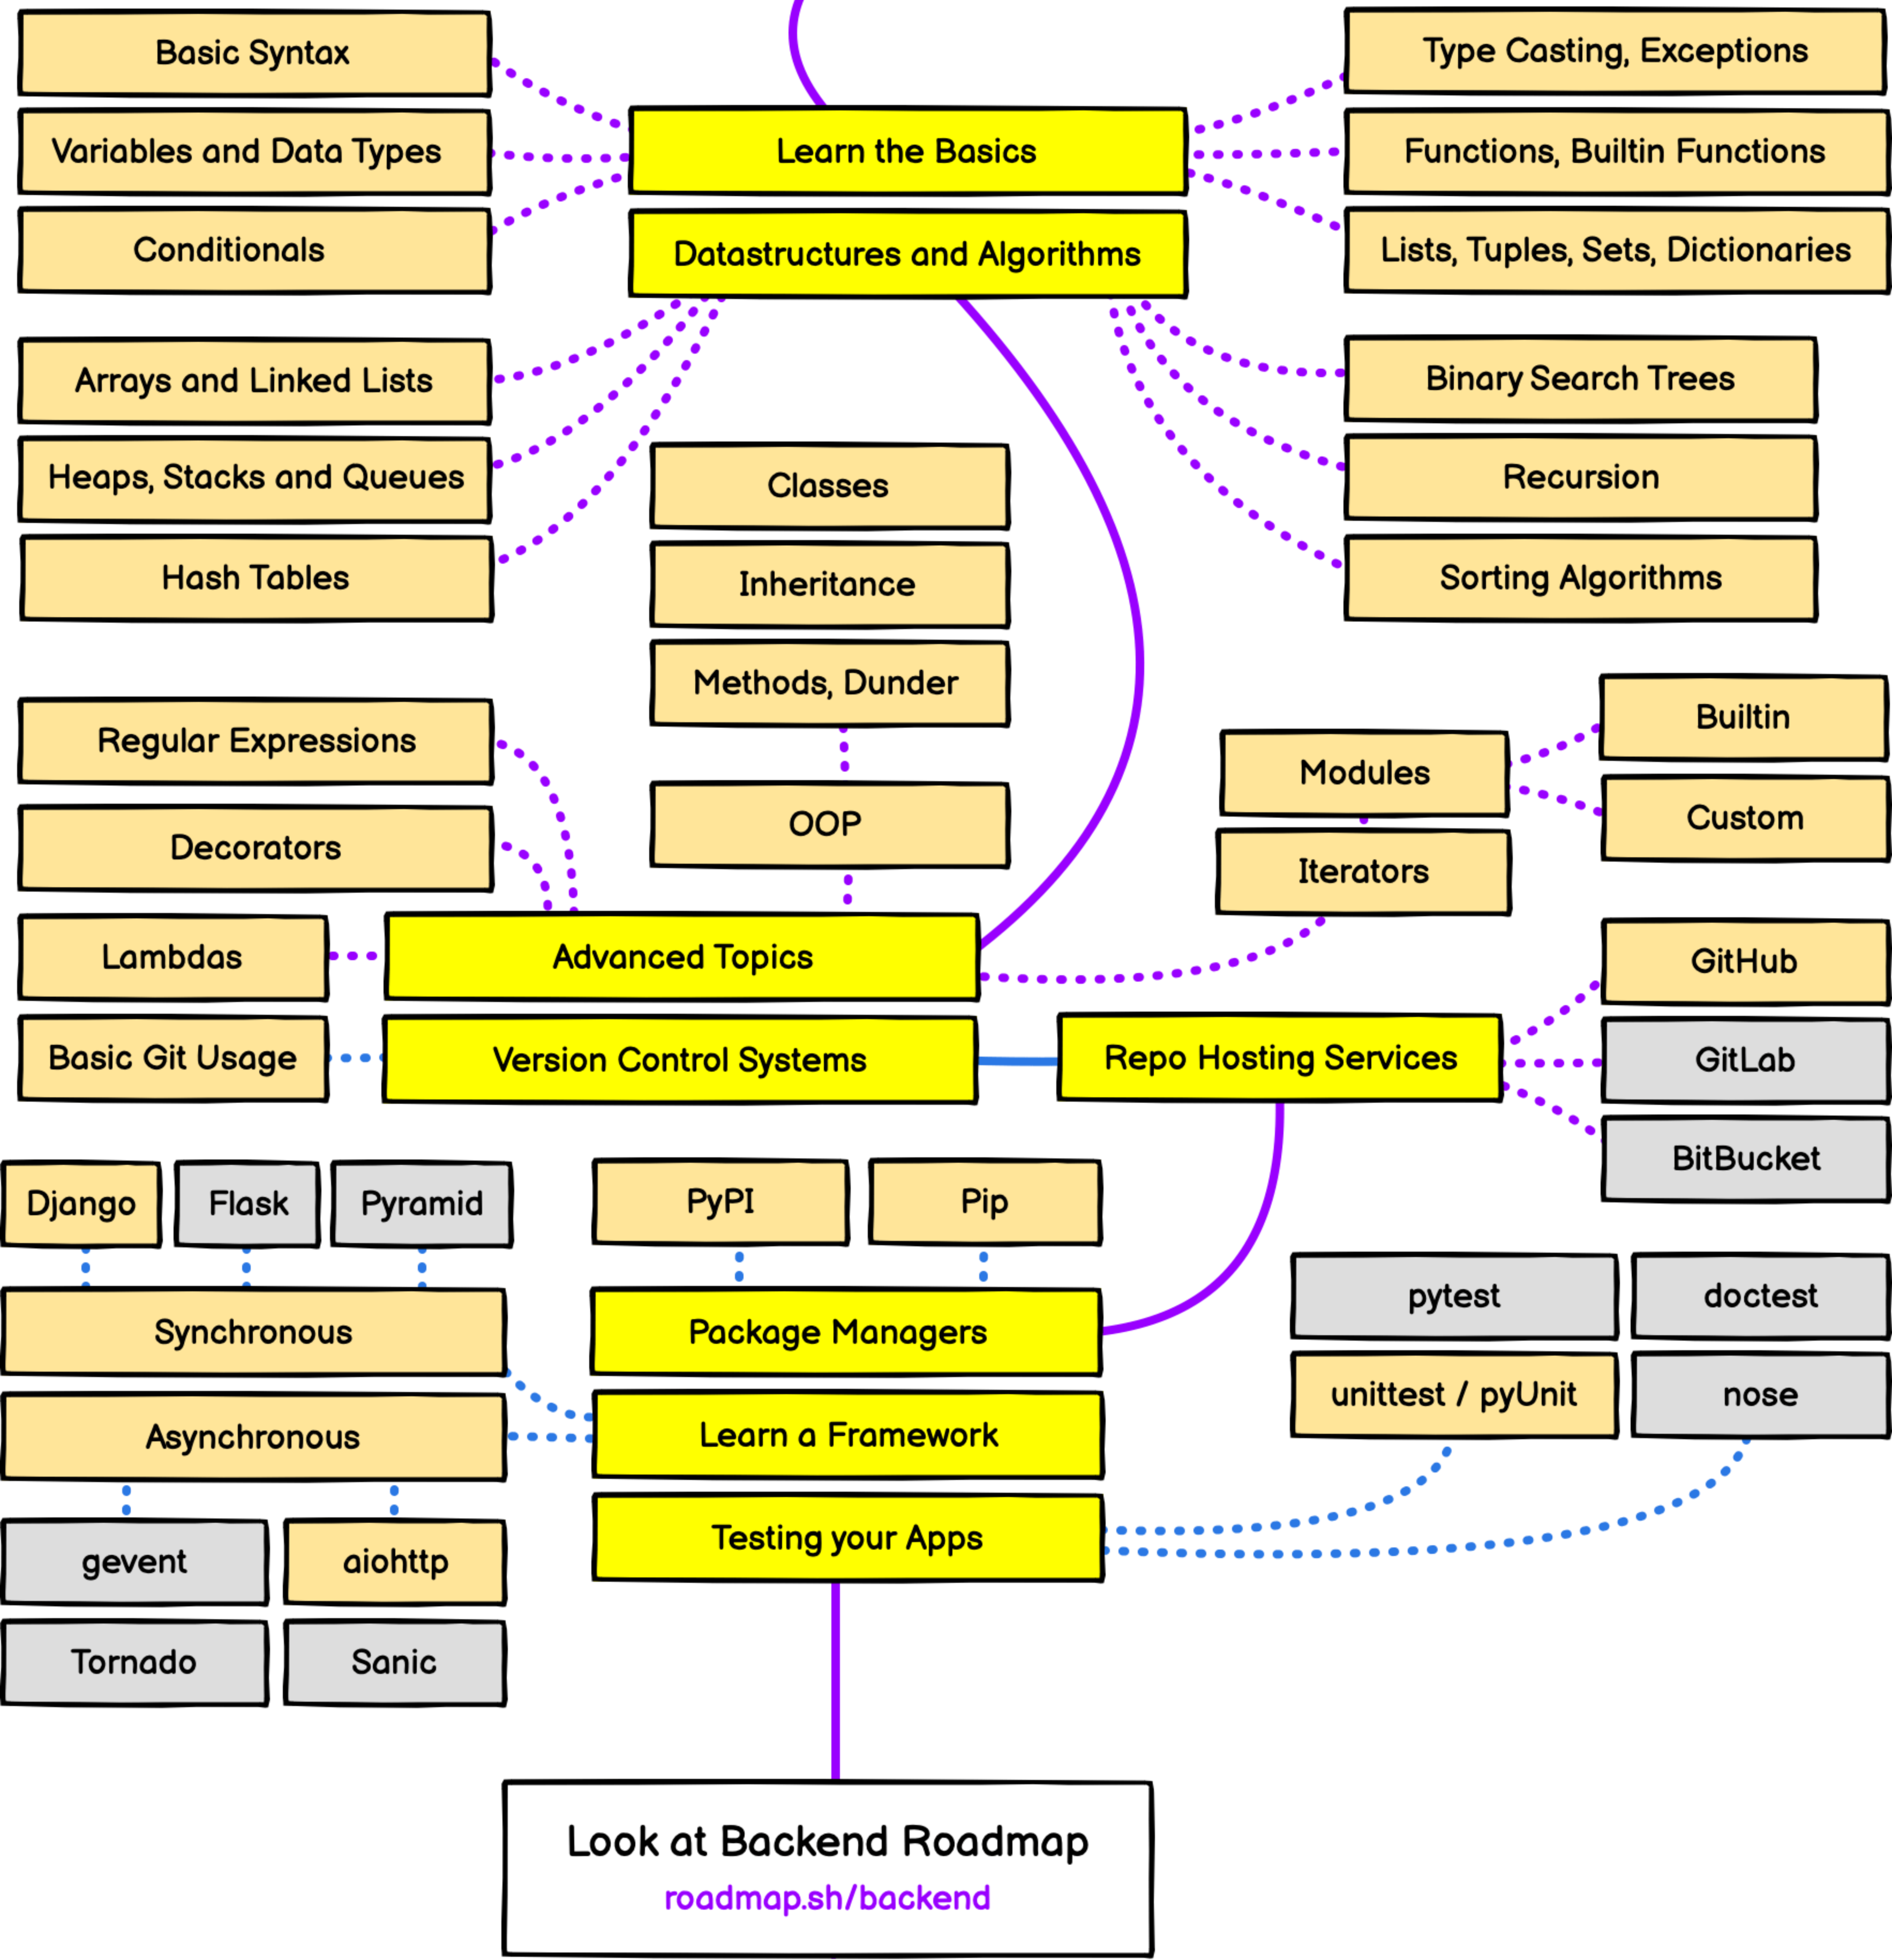 Basic Syntax
Variables and Data Types
Conditionals
Learn the Basics
Datastructures and Algorithms
Type Casting, Exceptions
Functions, Builtin Functions
Lists, Tuples, Sets, Dictionaries
Arrays and Linked Lists
Heaps, Stacks and Queues
Hash Tables
Binary Search Trees
Recursion
Sorting Algorithms
Classes
Inheritance
Methods, Dunder
OOP
Regular Expressions
Decorators
Lambdas
Advanced Topics
Modules
Iterators
Builtin
Custom
Basic Git Usage
Version Control Systems
Repo Hosting Services
GitHub
GitLab
BitBucket
Django
Flask
Pyramid
Synchronous
Asynchronous
gevent
aiohttp
Tornado
Sanic
PyPI
Pip
Package Managers
Learn a Framework
Testing your Apps
pytest
doctest
unittest / pyUnit
nose
Look at Backend Roadmap
roadmap.sh/backend